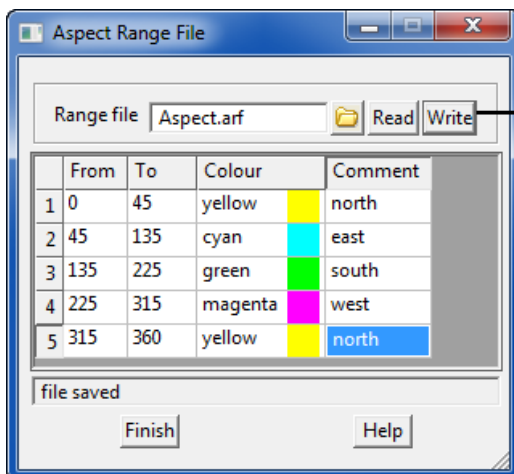 Aspect Range File
Range file Aspect.arf Read Write
From To Colour Comment
1 0 45 yellow north
2 45 135 cyan east
3 135 225 green south
4 225 315 magenta west
5 315 360 yellow north
file saved
Finish Help